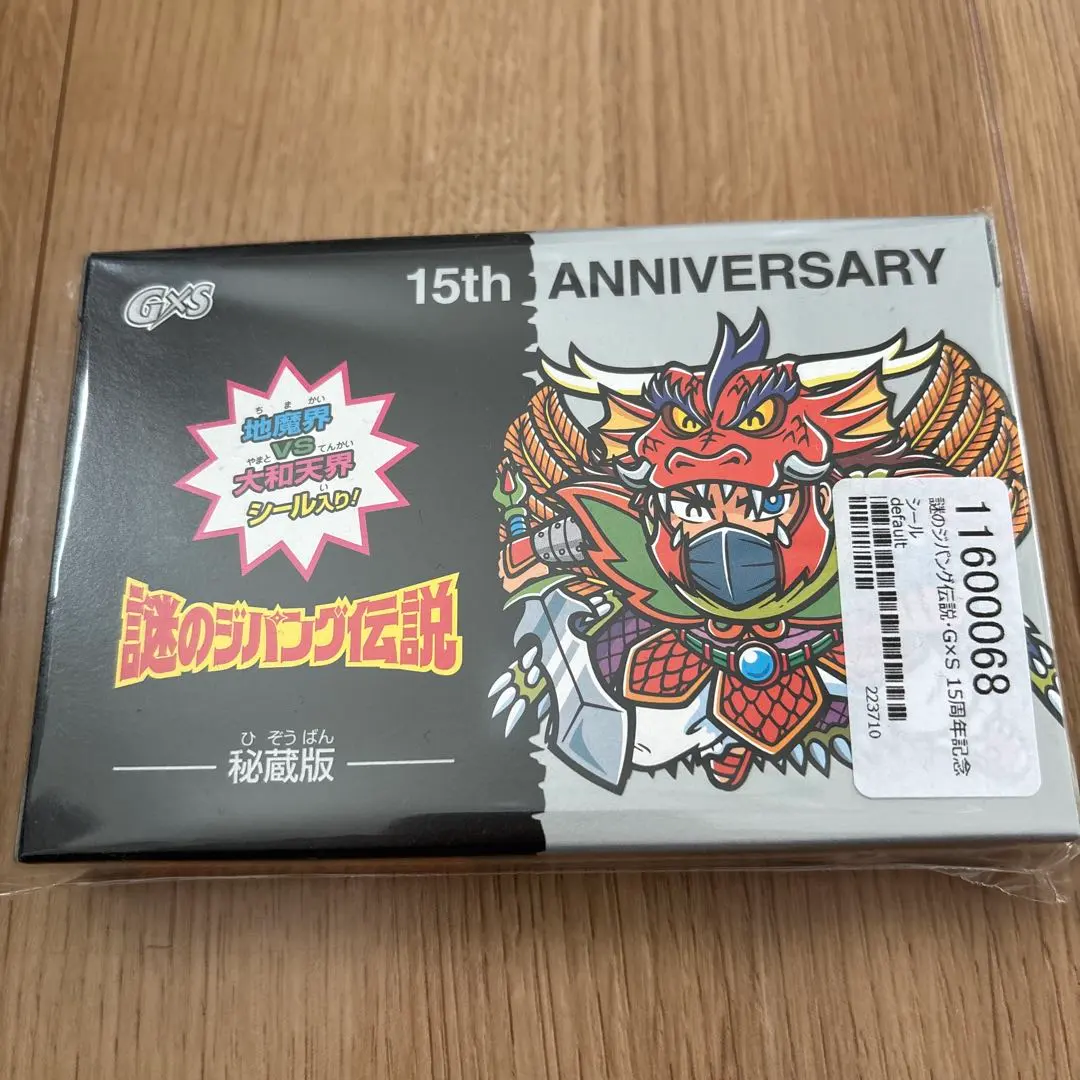 GXS
15th ANNIVERSARY
ち ま かい
地魔界
VS
やまと てんかい
大和天界
い
シール入り!
謎のジパング伝説
ひ ぞう ばん
秘蔵版
116000068
謎のジパング伝説・G×S 15周年記念
シール
default
223710